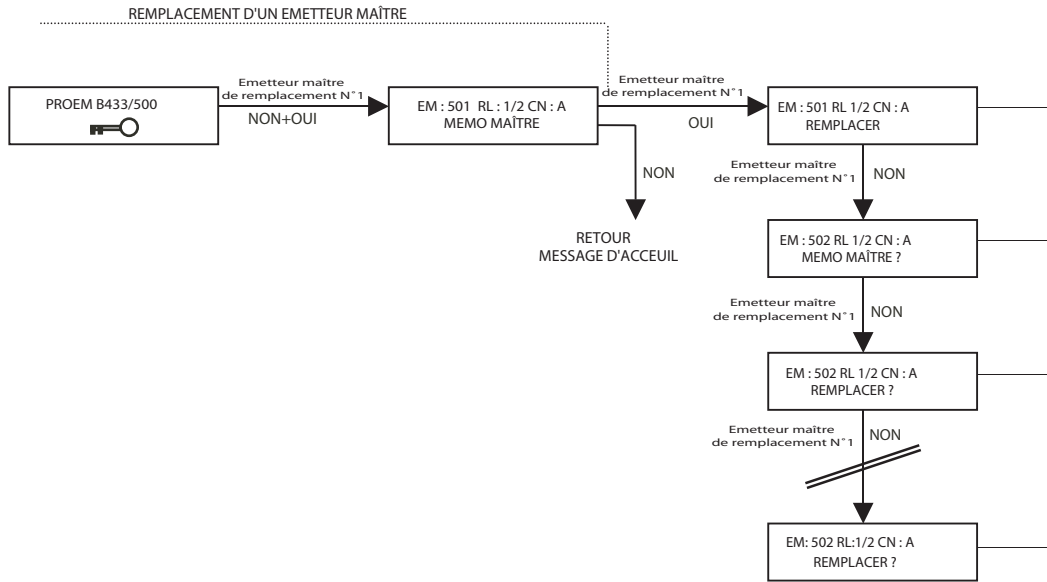 REMPLACEMENT D'UN EMETTEUR MAÎTRE
PROEM B433/500
Emetteur maître
de remplacement N°1
NON+OUI
EM : 501 RL : 1/2 CN : A
MEMO MAÎTRE
NON
RETOUR
MESSAGE D'ACCEUIL
Emetteur maître
de remplacement N°1
OUI
EM : 501 RL 1/2 CN : A
REMPLACER
Emetteur maître
de remplacement N°1
NON
EM : 502 RL 1/2 CN : A
MEMO MAÎTRE ?
Emetteur maître
de remplacement N°1
NON
EM : 502 RL 1/2 CN : A
REMPLACER ?
Emetteur maître
de remplacement N°1
NON
EM: 502 RL:1/2 CN : A
REMPLACER ?